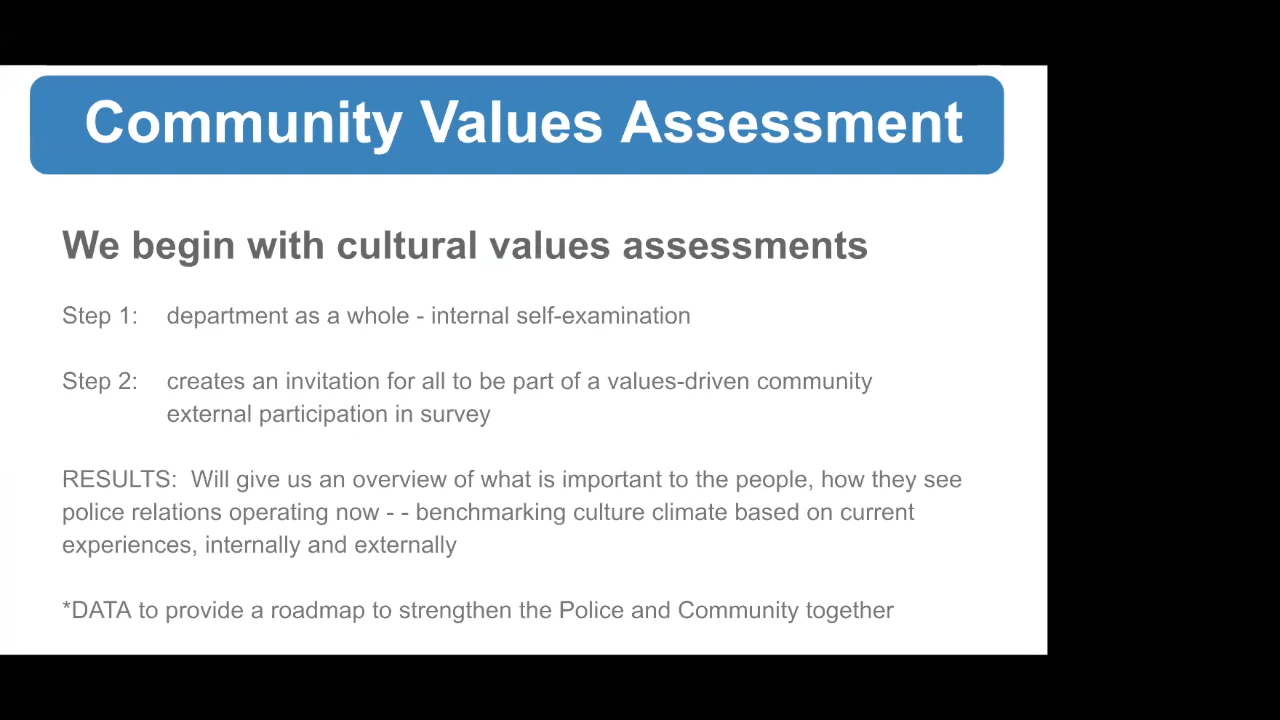 Community Values Assessment
We begin with cultural values assessments
Step 1: department as a whole - internal self-examination
Step 2: creates an invitation for all to be part of a values-driven community
external participation in survey
RESULTS: Will give us an overview of what is important to the people, how they see
police relations operating now - - benchmarking culture climate based on current
experiences, internally and externally
*DATA to provide a roadmap to strengthen the Police and Community together